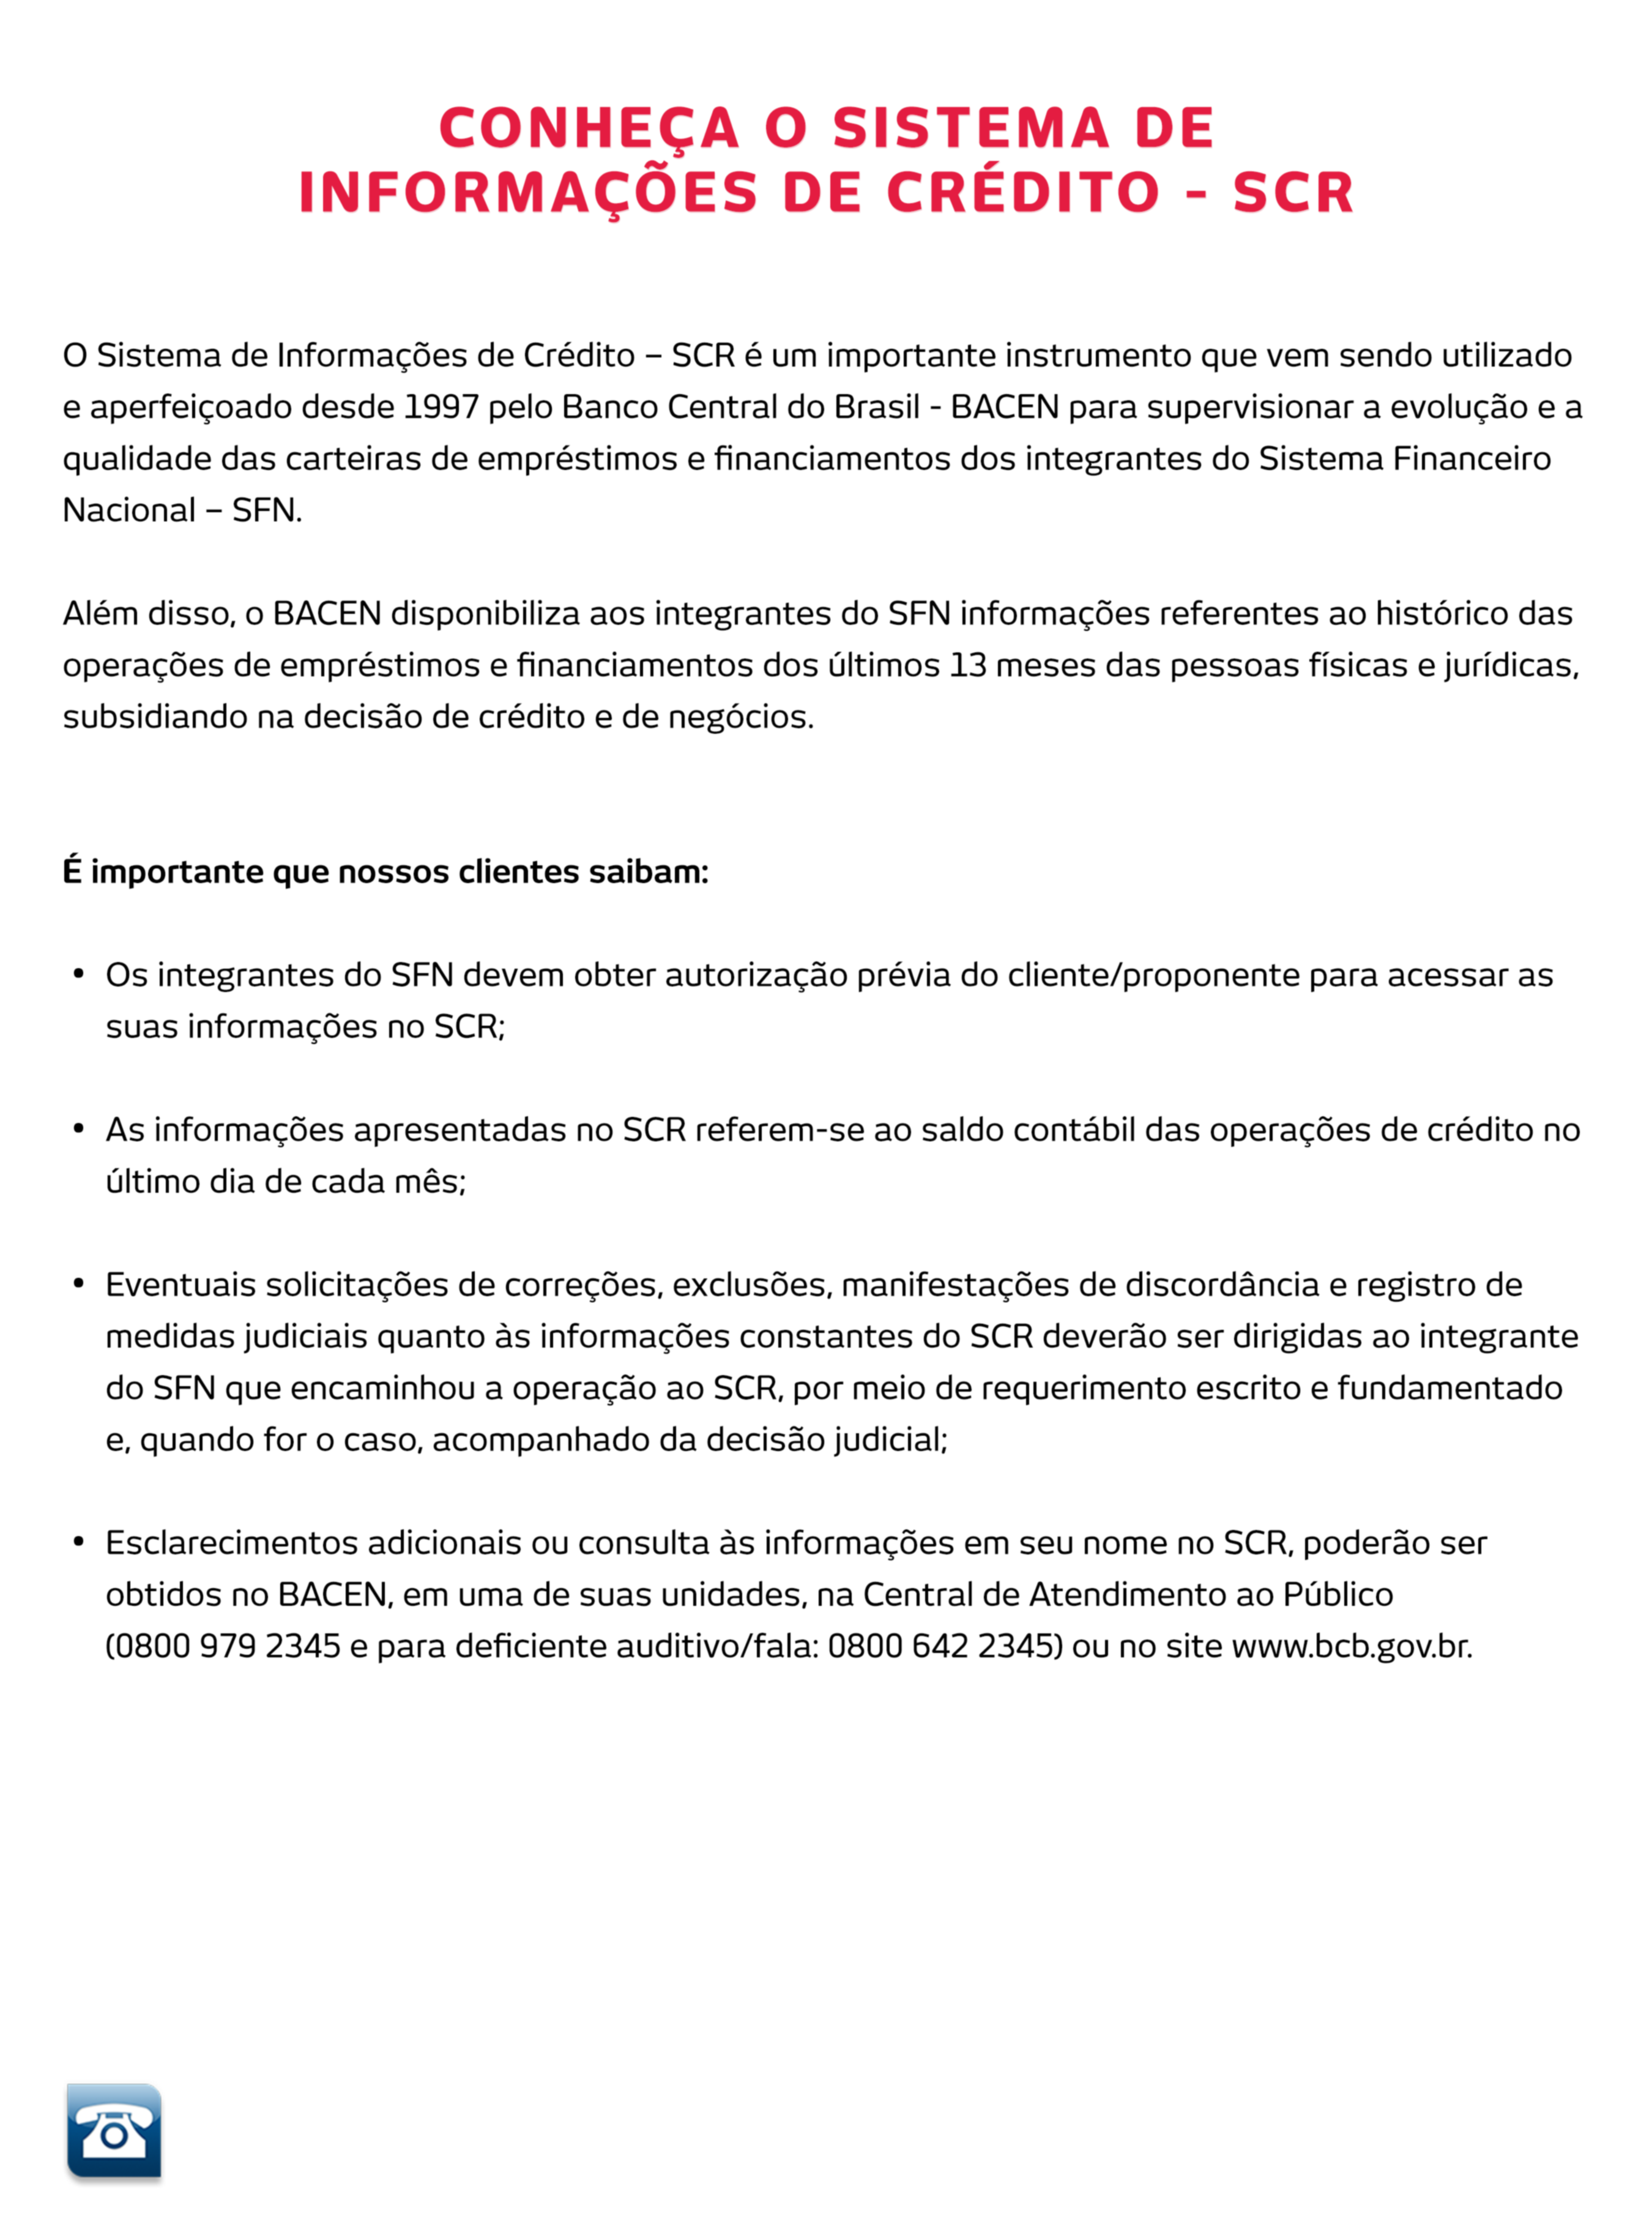 CONHEÇA O SISTEMA DE
INFORMAÇÕES DE CRÉDITO - SCR
O Sistema de Informações de Crédito – SCR é um importante instrumento que vem sendo utilizado
e aperfeiçoado desde 1997 pelo Banco Central do Brasil - BACEN para supervisionar a evolução e a
qualidade das carteiras de empréstimos e financiamentos dos integrantes do Sistema Financeiro
Nacional – SFN.
Além disso, o BACEN disponibiliza aos integrantes do SFN informações referentes ao histórico das
operações de empréstimos e financiamentos dos últimos 13 meses das pessoas físicas e jurídicas,
subsidiando na decisão de crédito e de negócios.
É importante que nossos clientes saibam:
• Os integrantes do SFN devem obter autorização prévia do cliente/proponente para acessar as
suas informações no SCR;
• As informações apresentadas no SCR referem-se ao saldo contábil das operações de crédito no
último dia de cada mês;
• Eventuais solicitações de correções, exclusões, manifestações de discordância e registro de
medidas judiciais quanto às informações constantes do SCR deverão ser dirigidas ao integrante
do SFN que encaminhou a operação ao SCR, por meio de requerimento escrito e fundamentado
e, quando for o caso, acompanhado da decisão judicial;
• Esclarecimentos adicionais ou consulta às informações em seu nome no SCR, poderão ser
obtidos no BACEN, em uma de suas unidades, na Central de Atendimento ao Público
(0800 979 2345 e para deficiente auditivo/fala: 0800 642 2345) ou no site www.bcb.gov.br.